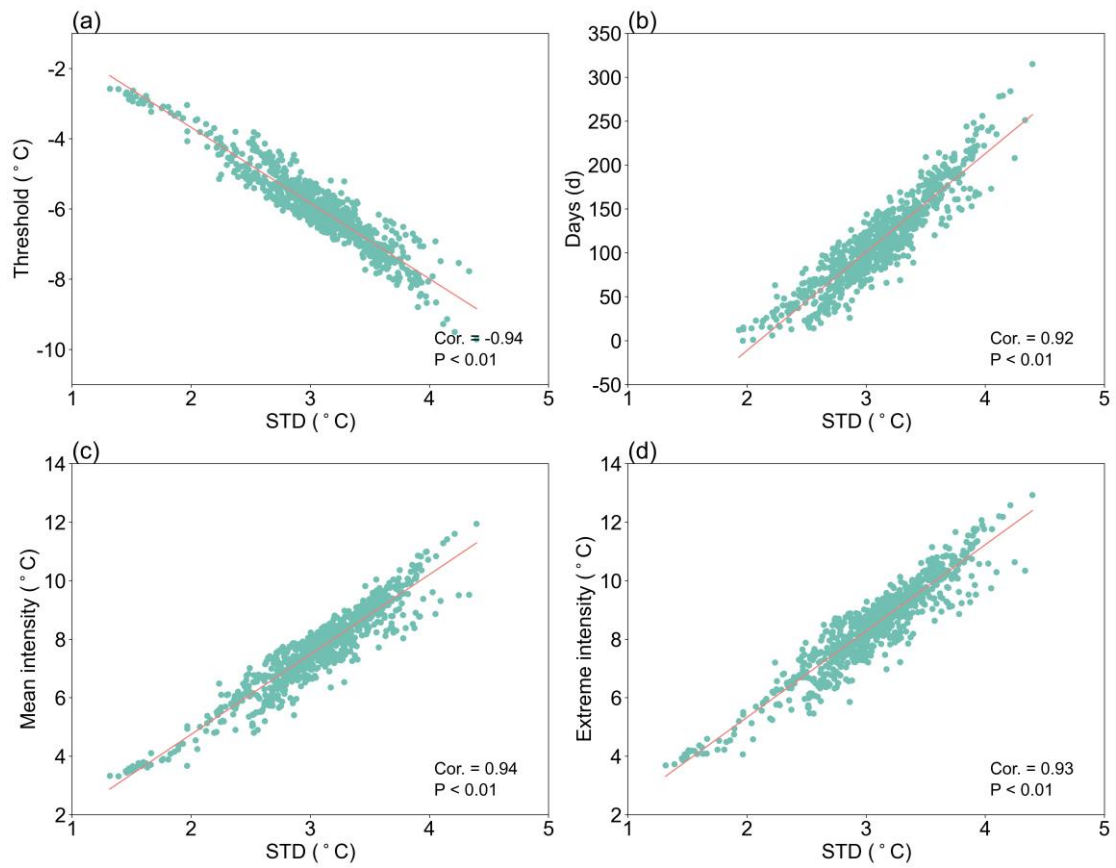 (a)
-2
-4
-6
-8
-10
Threshold (°C)
Cor. = -0.94
P < 0.01
1 2 3 4 5
STD (°C)
(b)
350
300
250
200
150
100
50
0
-50
Days (d)
Cor. = 0.92
P < 0.01
1 2 3 4 5
STD (°C)
(c)
14
12
10
8
6
4
2
Mean intensity (°C)
Cor. = 0.94
P < 0.01
1 2 3 4 5
STD (°C)
(d)
14
12
10
8
6
4
2
Extreme intensity (°C)
Cor. = 0.93
P < 0.01
1 2 3 4 5
STD (°C)